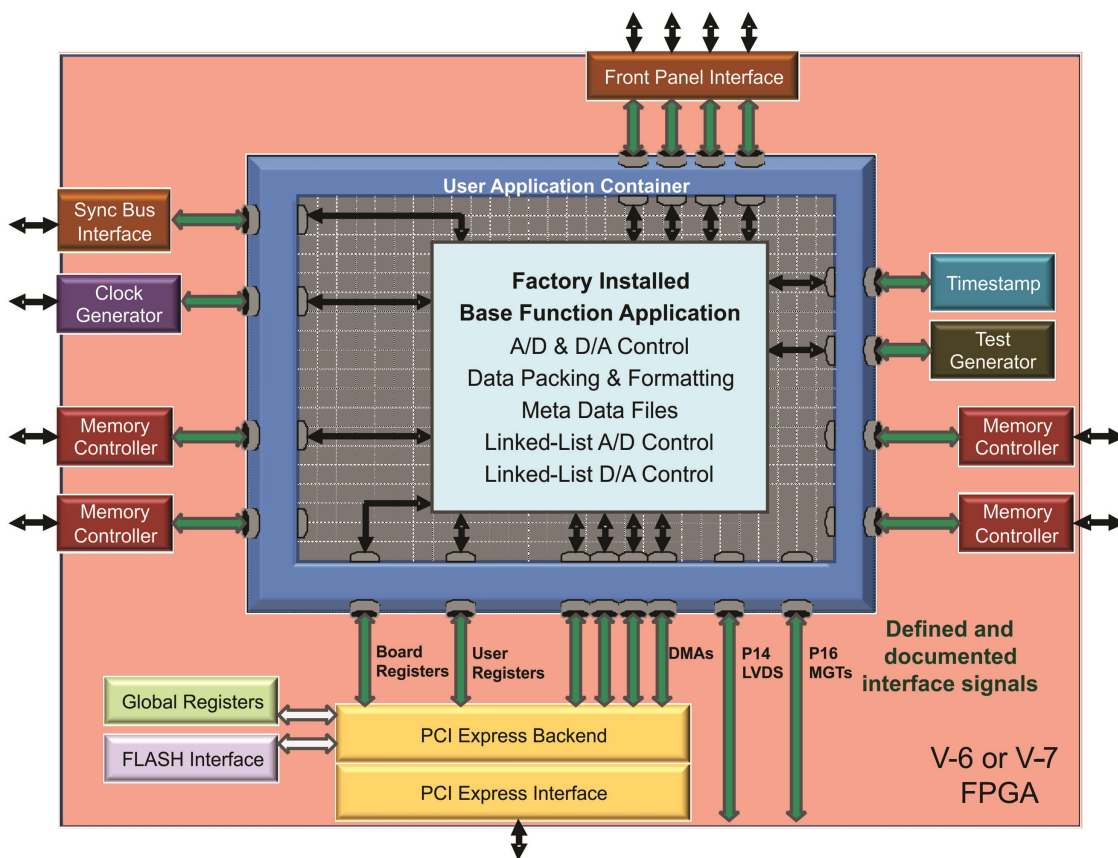 Front Panel Interface
User Application Container
Sync Bus
Interface
Clock
Generator
Memory
Controller
Memory
Controller
Factory Installed
Base Function Application
A/D & D/A Control
Data Packing & Formatting
Meta Data Files
Linked-List A/D Control
Linked-List D/A Control
Timestamp
Test
Generator
Memory
Controller
Memory
Controller
Board
Registers
User
Registers
DMAs
P14
LVDS
P16
MGTs
Defined and
documented
interface signals
Global Registers
FLASH Interface
PCI Express Backend
PCI Express Interface
V-6 or V-7
FPGA